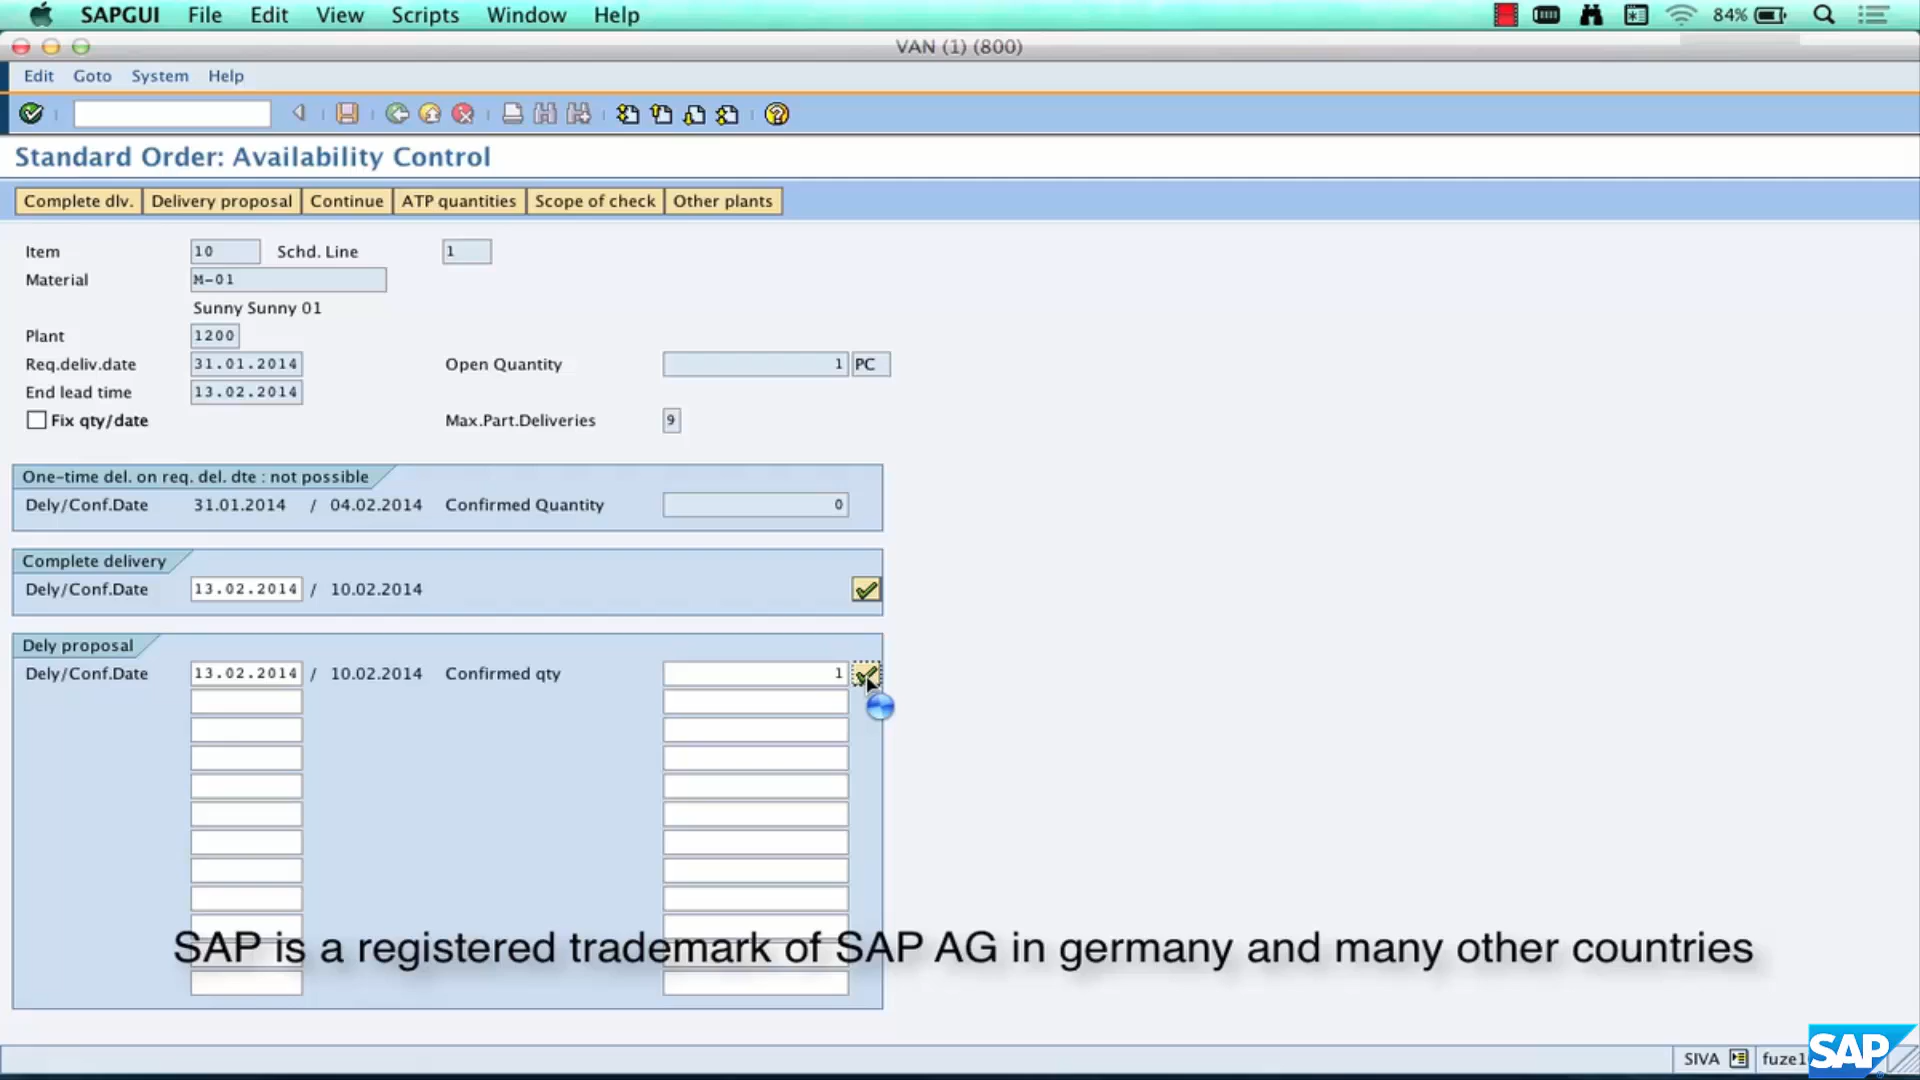 SAPGUI File Edit View Scripts Window Help 84%
VAN (1) (800)
Edit Goto System Help
Standard Order: Availability Control
Complete dlv. Delivery proposal Continue ATP quantities Scope of check Other plants
Item 10 Schd. Line 1
Material M-01
Sunny Sunny 01
Plant 1200
Req.deliv.date 31.01.2014 Open Quantity 1 PC
End lead time 13.02.2014
Fix qty/date Max.Part.Deliveries 9
One-time del. on req. del. dte : not possible
Dely/Conf.Date 31.01.2014 / 04.02.2014 Confirmed Quantity 0
Complete delivery
Dely/Conf.Date 13.02.2014 / 10.02.2014
Dely proposal
Dely/Conf.Date 13.02.2014 / 10.02.2014 Confirmed qty 1
SAP is a registered trademark of SAP AG in germany and many other countries
SIVA
SAP